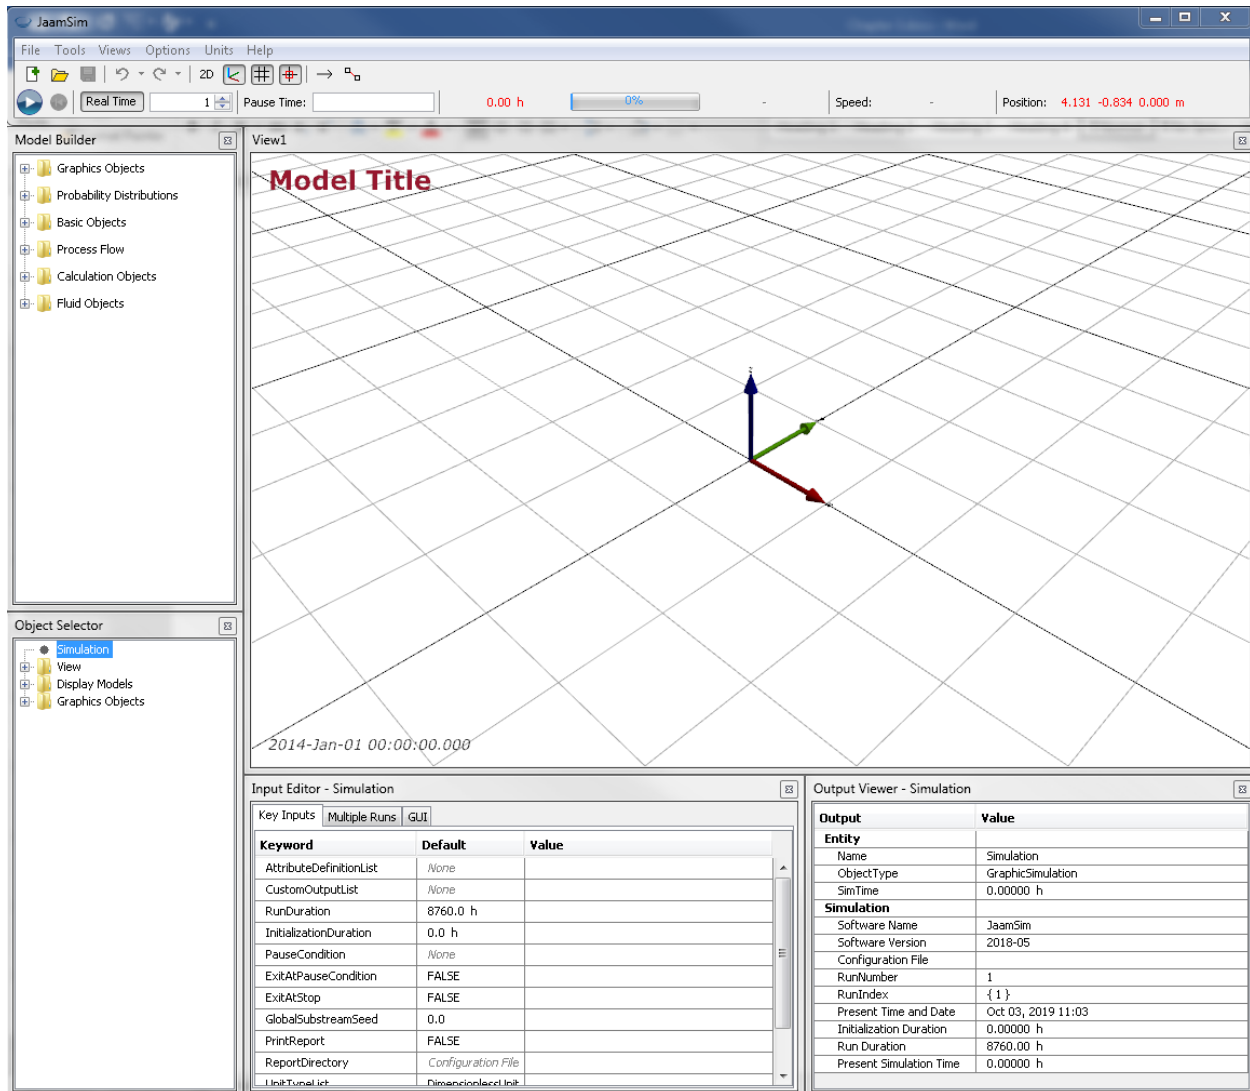 JaamSim
File Tools Views Options Units Help
2D
Real Time 1 Pause Time: 0.00 h 0% - Speed: - Position: 4.131 -0.834 0.000 m
Model Builder
Graphics Objects
Probability Distributions
Basic Objects
Process Flow
Calculation Objects
Fluid Objects
Object Selector
Simulation
View
Display Models
Graphics Objects
View1
Model Title
2014-Jan-01 00:00:00.000
Input Editor - Simulation
Key Inputs Multiple Runs GUI
Keyword Default Value
AttributeDefinitionList None
CustomOutputList None
RunDuration 8760.0 h
InitializationDuration 0.0 h
PauseCondition None
ExitAtPauseCondition FALSE
ExitAtStop FALSE
GlobalSubstreamSeed 0.0
PrintReport FALSE
ReportDirectory Configuration File
UnitTypeList DimensionlessUnit
Output Viewer - Simulation
Output Value
Entity
Name Simulation
ObjectType GraphicSimulation
SimTime 0.00000 h
Simulation
Software Name JaamSim
Software Version 2018-05
Configuration File
RunNumber 1
RunIndex { 1 }
Present Time and Date Oct 03, 2019 11:03
Initialization Duration 0.00000 h
Run Duration 8760.00 h
Present Simulation Time 0.00000 h